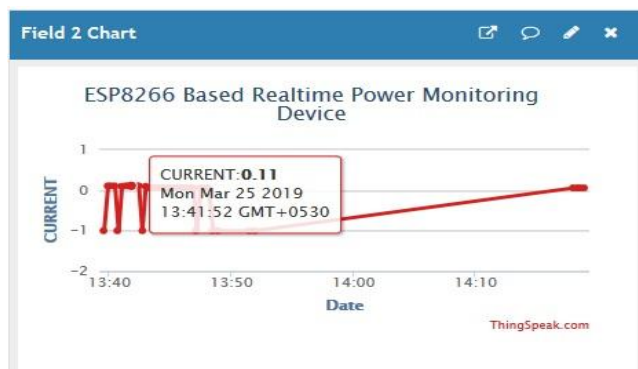 Field 2 Chart
ESP8266 Based Realtime Power Monitoring
Device
CURRENT
1
0
-1
-2
CURRENT:0.11
Mon Mar 25 2019
13:41:52 GMT+0530
13:40
13:50
14:00
14:10
Date
ThingSpeak.com